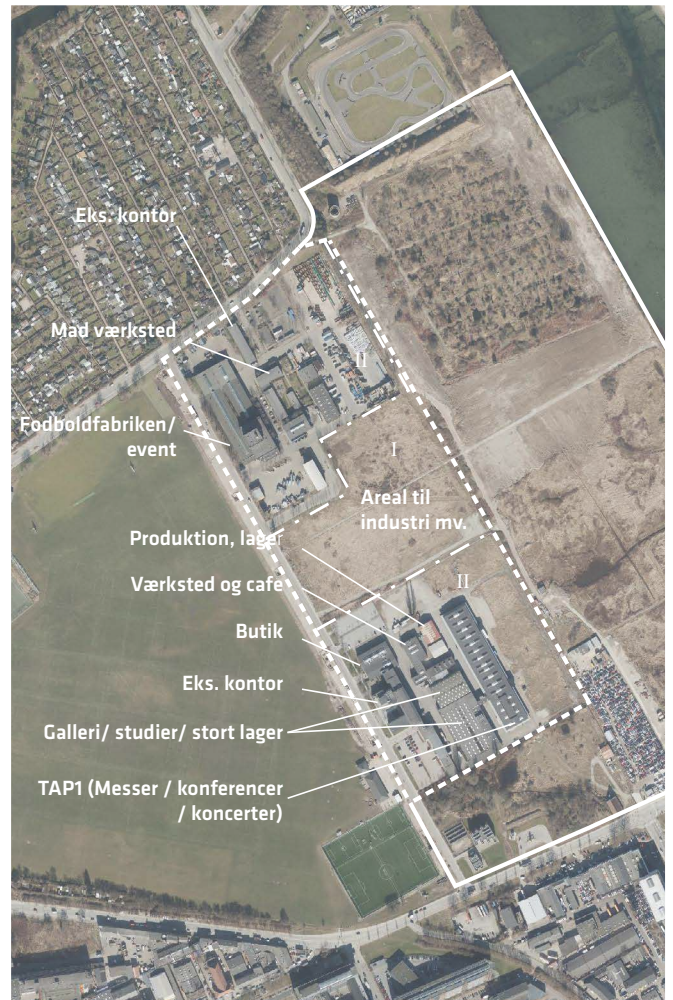 Eks. kontor
Mad værksted
II
Fodboldfabriken/
event
I
Areal til
industri mv.
Produktion, lager
II
Værksted og cafe
Butik
Eks. kontor
Galleri/ studier/ stort lager
TAP1 (Messer / konferencer
/ koncerter)